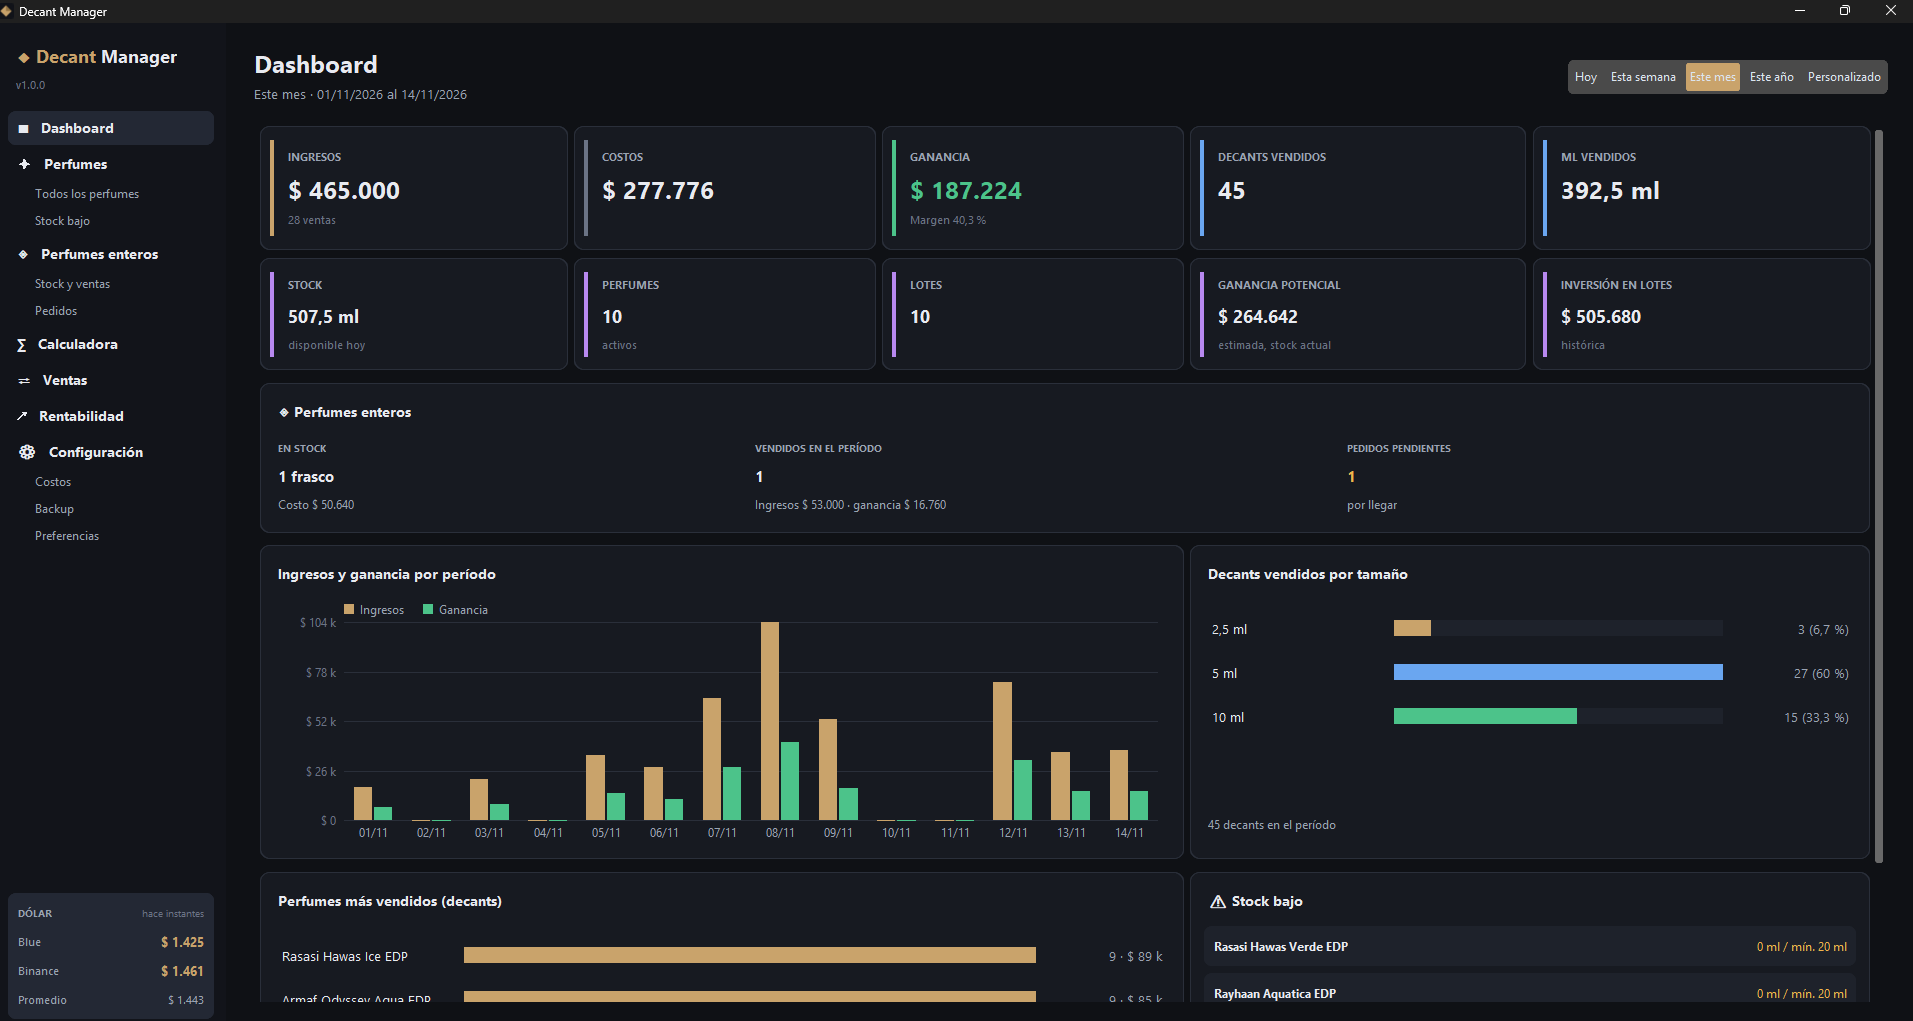 Decant Manager
Decant Manager
v1.0.0
Dashboard
Perfumes
Todos los perfumes
Stock bajo
Perfumes enteros
Stock y ventas
Pedidos
Calculadora
Ventas
Rentabilidad
Configuración
Costos
Backup
Preferencias
DÓLAR hace instantes
Blue $ 1.425
Binance $ 1.461
Promedio $ 1.443
Dashboard
Este mes · 01/11/2026 al 14/11/2026
Hoy Esta semana Este mes Este año Personalizado
INGRESOS
$ 465.000
28 ventas
COSTOS
$ 277.776
GANANCIA
$ 187.224
Margen 40,3 %
DECANTS VENDIDOS
45
ML VENDIDOS
392,5 ml
STOCK
507,5 ml
disponible hoy
PERFUMES
10
activos
LOTES
10
GANANCIA POTENCIAL
$ 264.642
estimada, stock actual
INVERSIÓN EN LOTES
$ 505.680
histórica
Perfumes enteros
EN STOCK
1 frasco
Costo $ 50.640
VENDIDOS EN EL PERÍODO
1
Ingresos $ 53.000 · ganancia $ 16.760
PEDIDOS PENDIENTES
1
por llegar
Ingresos y ganancia por período
Ingresos Ganancia
$ 104 k
$ 78 k
$ 52 k
$ 26 k
$ 0
01/11 02/11 03/11 04/11 05/11 06/11 07/11 08/11 09/11 10/11 11/11 12/11 13/11 14/11
Decants vendidos por tamaño
2,5 ml 3 (6,7 %)
5 ml 27 (60 %)
10 ml 15 (33,3 %)
45 decants en el período
Perfumes más vendidos (decants)
Rasasi Hawas Ice EDP 9 · $ 89 k
Armaf Odyssey Aqua EDP 9 · $ 85 k
Stock bajo
Rasasi Hawas Verde EDP 0 ml / mín. 20 ml
Rayhaan Aquatica EDP 0 ml / mín. 20 ml